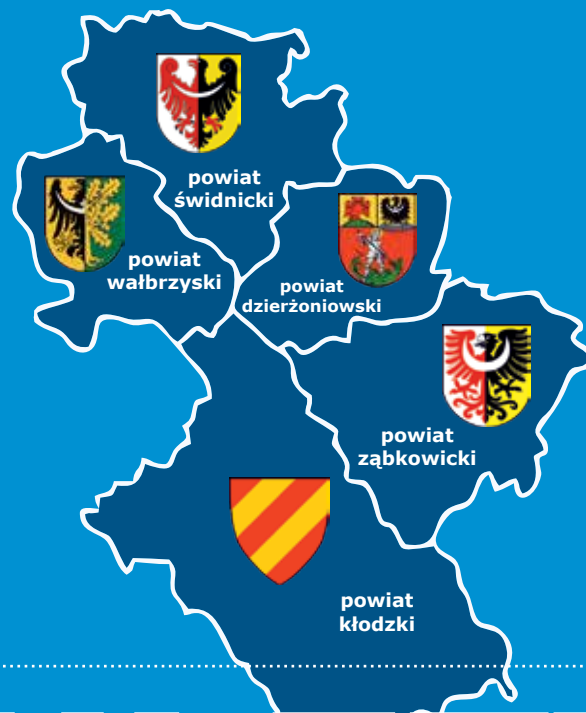 powiat
świdnicki
powiat
wałbrzyski
powiat
dzierżoniowski
powiat
ząbkowicki
powiat
kłodzki